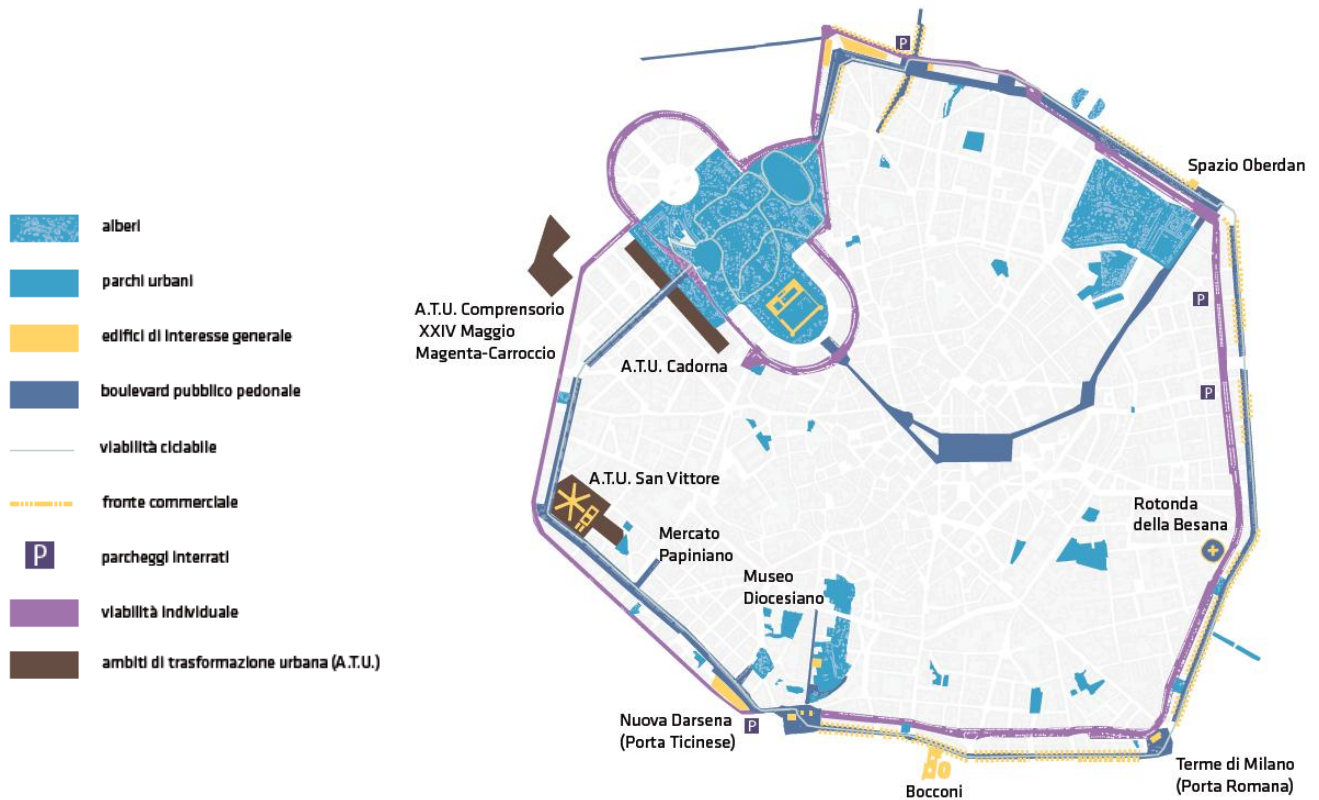 P
Spazio Oberdan
alberi
parchi urbani
edifici di interesse generale
boulevard pubblico pedonale
viabilità ciclabile
fronte commerciale
P
parcheggi interrati
viabilità individuale
ambiti di trasformazione urbana (A.T.U.)
A.T.U. Comprensorio
XXIV Maggio
Magenta-Carroccio
A.T.U. Cadorna
P
P
A.T.U. San Vittore
Mercato
Papiniano
Rotonda
della Besana
Museo
Diocesiano
Nuova Darsena
(Porta Ticinese)
P
Bocconi
Terme di Milano
(Porta Romana)